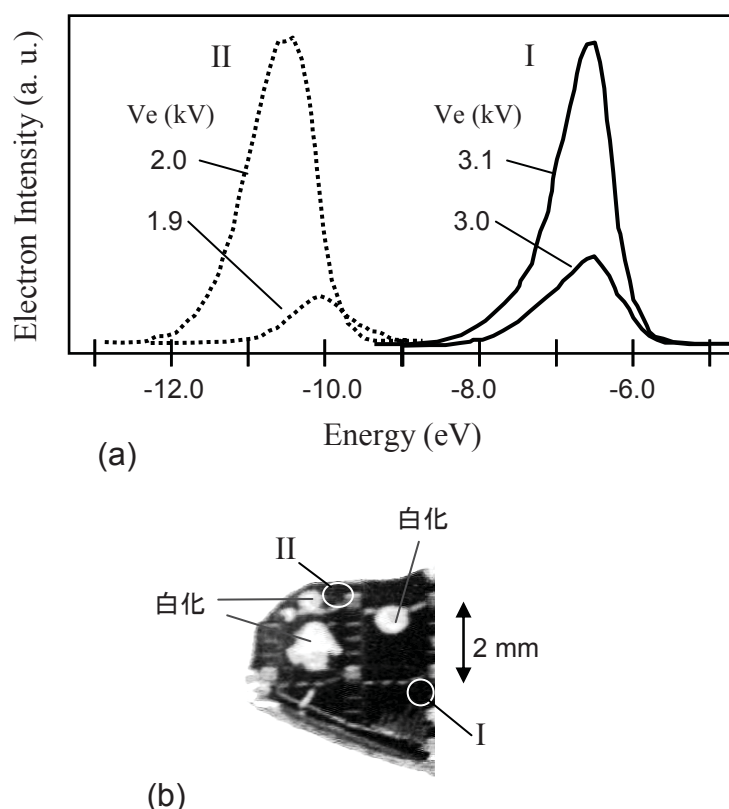 II
I
Ve (kV)
Ve (kV)
2.0
3.1
1.9
3.0
Electron Intensity (a. u.)
-12.0
-10.0
-8.0
-6.0
Energy (eV)
(a)
白化
II
白化
2 mm
I
(b)